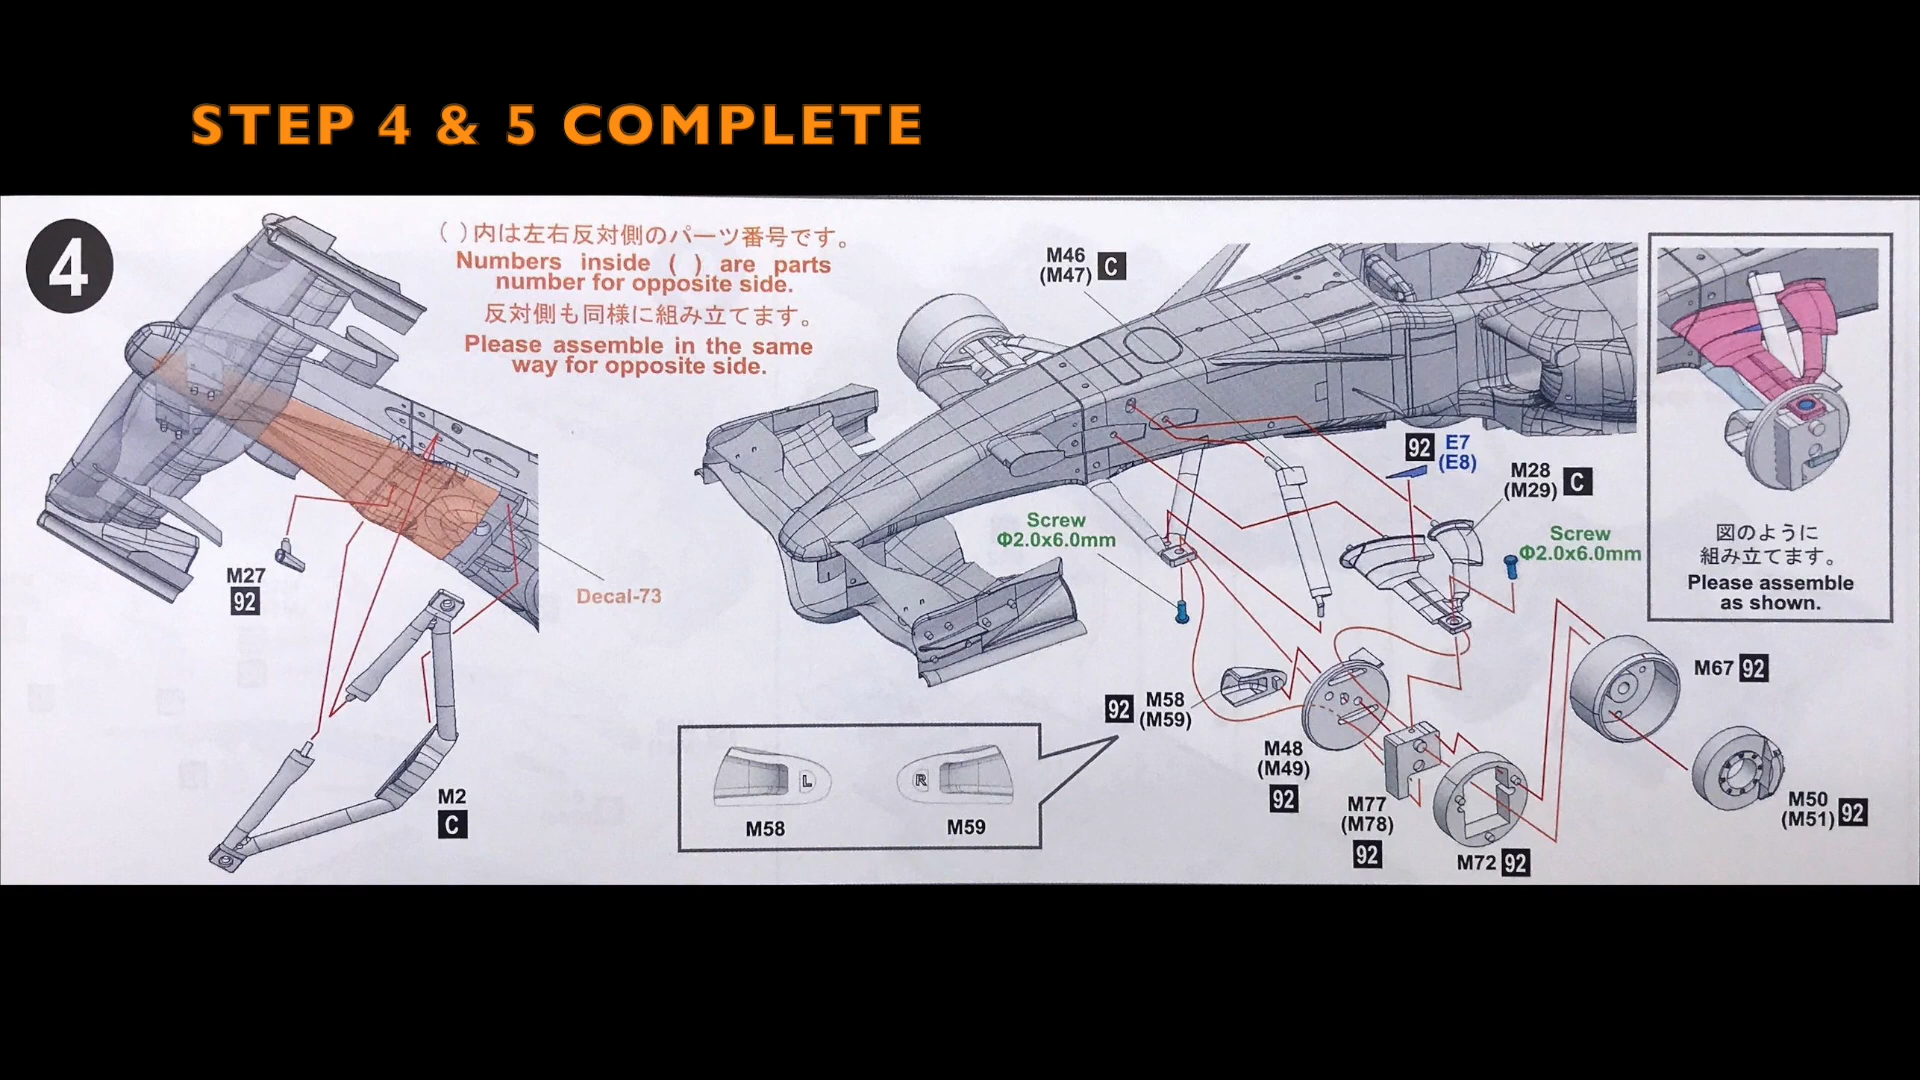 STEP 4 & 5 COMPLETE
4
( )内は左右反対側のパーツ番号です。
Numbers inside ( ) are parts
number for opposite side.
反対側も同様に組み立てます。
Please assemble in the same
way for opposite side.
M27
92
Decal-73
M2
C
M46
(M47) C
92 E7
(E8)
M28
(M29) C
Screw
Φ2.0x6.0mm
Screw
Φ2.0x6.0mm
図のように
組み立てます。
Please assemble
as shown.
92 M58
(M59)
L
R
M58
M59
M48
(M49)
92
M77
(M78)
92
M72 92
M67 92
M50
(M51) 92